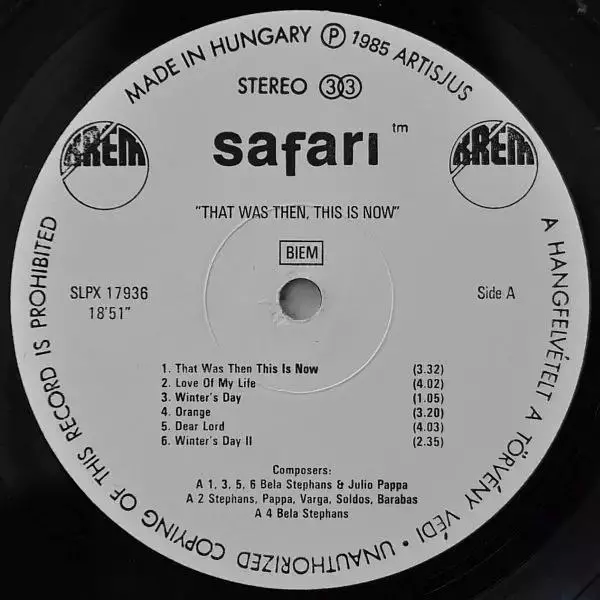 MADE IN HUNGARY Ⓟ 1985 ARTISJUS
STEREO 33
KRÉM
safari tm
KRÉM
"THAT WAS THEN, THIS IS NOW"
BIEM
SLPX 17936
18'51"
Side A
1. That Was Then This Is Now (3.32)
2. Love Of My Life (4.02)
3. Winter's Day (1.05)
4. Orange (3.20)
5. Dear Lord (4.03)
6. Winter's Day II (2.35)
Composers:
A 1, 3, 5, 6 Bela Stephans & Julio Pappa
A 2 Stephans, Pappa, Varga, Soldos, Barabas
A 4 Bela Stephans
A HANGFELVÉTELT A TÖRVÉNY VÉDI • UNAUTHORIZED COPYING OF THIS RECORD IS PROHIBITED